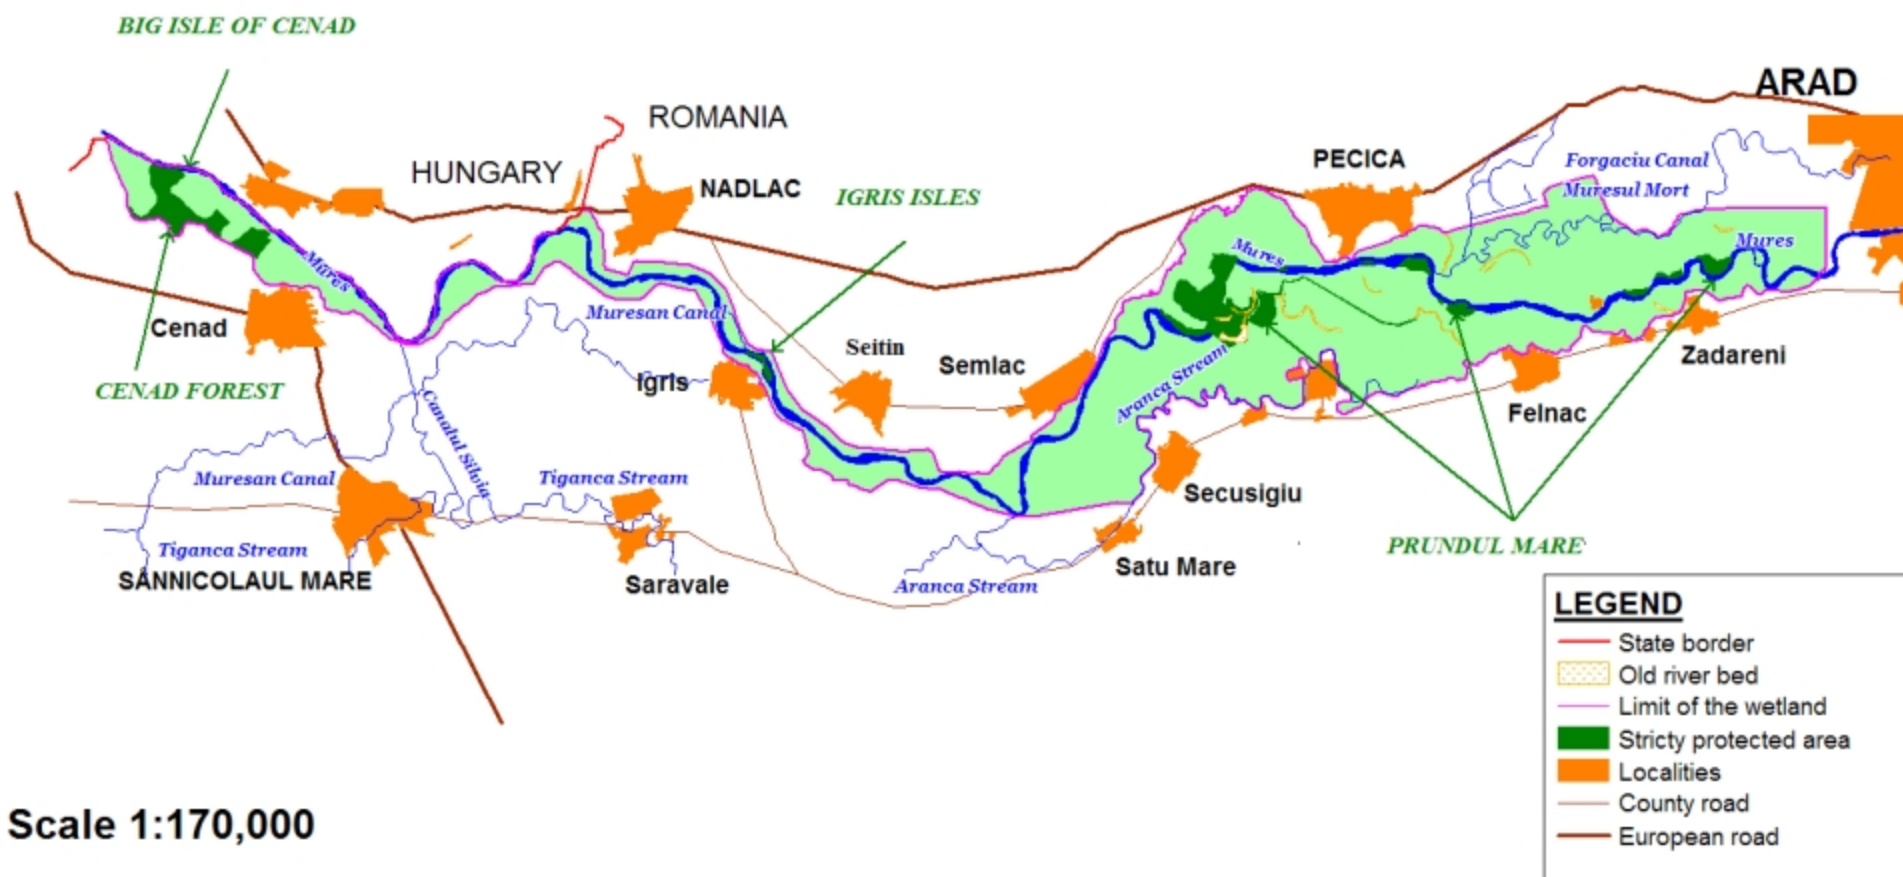 BIG ISLE OF CENAD
ARAD
ROMANIA
HUNGARY
PECICA
Forgaciu Canal
Muresul Mort
NADLAC
IGRIS ISLES
Mures
Mures
Mures
Muresan Canal
Cenad
Seitin
Semlac
Zadareni
CENAD FOREST
Igris
Aranca Stream
Felnac
Canalul Silvia
Muresan Canal
Tiganca Stream
Secusigiu
Tiganca Stream
PRUNDUL MARE
SANNICOLAUL MARE
Saravale
Aranca Stream
Satu Mare
LEGEND
State border
Old river bed
Limit of the wetland
Stricty protected area
Localities
County road
European road
Scale 1:170,000